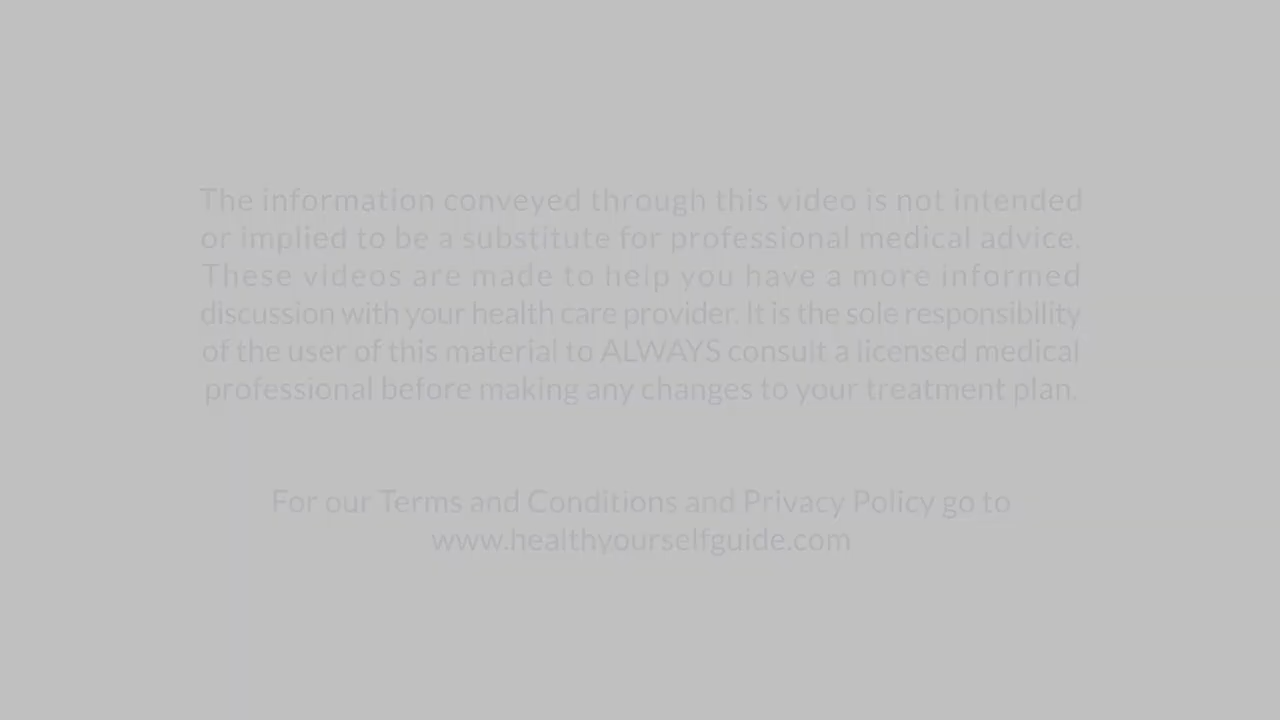 The information conveyed through this video is not intended
or implied to be a substitute for professional medical advice.
These videos are made to help you have a more informed
discussion with your health care provider. It is the sole responsibility
of the user of this material to ALWAYS consult a licensed medical
professional before making any changes to your treatment plan.
For our Terms and Conditions and Privacy Policy go to
www.healthyourselfguide.com